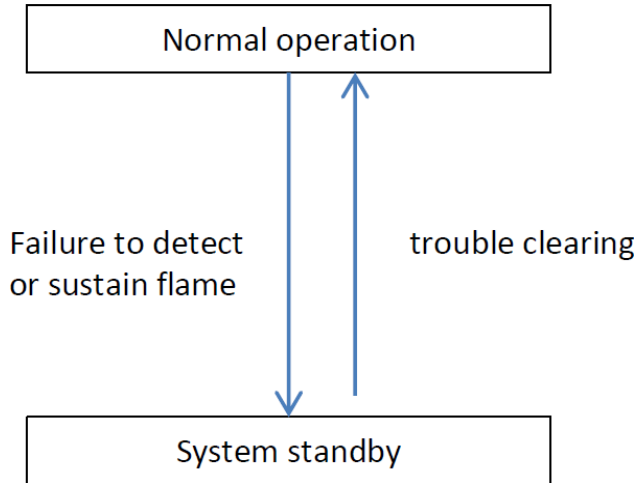 Normal operation
Failure to detect
or sustain flame
trouble clearing
System standby